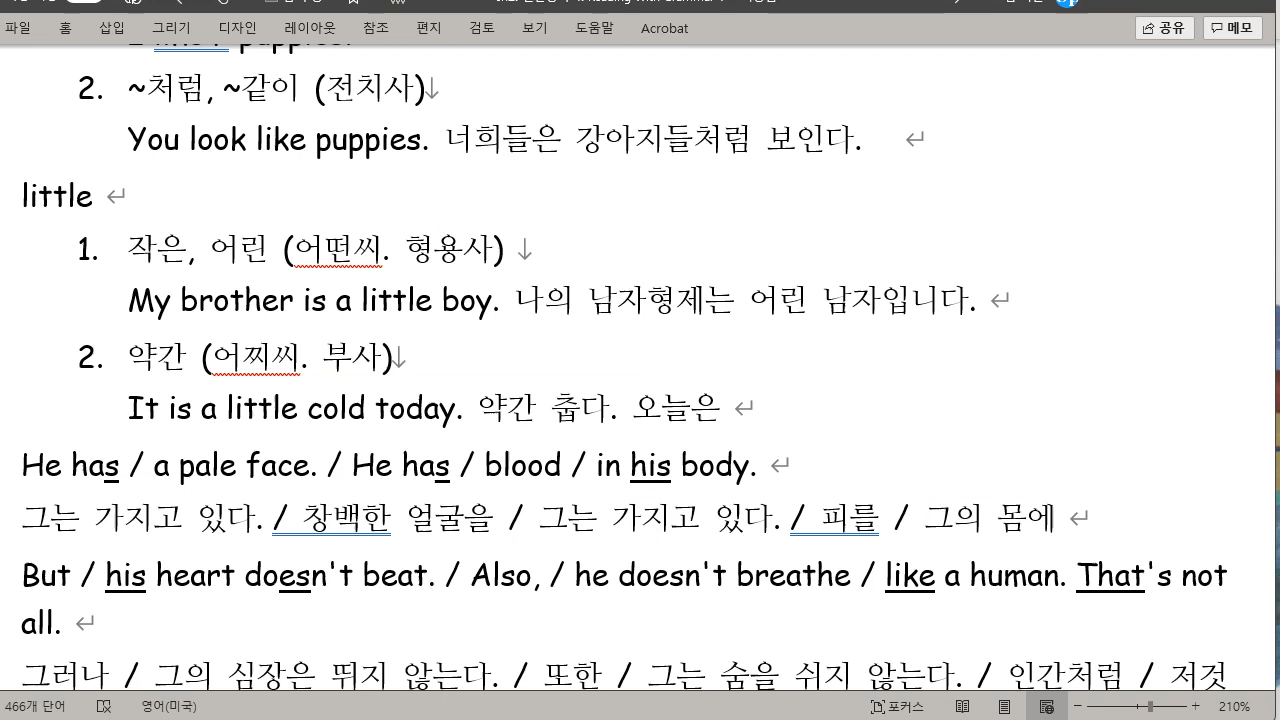 파일 홈 삽입 그리기 디자인 레이아웃 참조 편지 검토 보기 도움말 Acrobat 공유 메모
puppies.
2. ~처럼, ~같이 (전치사)↓
You look like puppies. 너희들은 강아지들처럼 보인다. ↵
little ↵
1. 작은, 어린 (어떤씨. 형용사) ↓
My brother is a little boy. 나의 남자형제는 어린 남자입니다. ↵
2. 약간 (어찌씨. 부사)↓
It is a little cold today. 약간 춥다. 오늘은 ↵
He has / a pale face. / He has / blood / in his body. ↵
그는 가지고 있다. / 창백한 얼굴을 / 그는 가지고 있다. / 피를 / 그의 몸에 ↵
But / his heart doesn't beat. / Also, / he doesn't breathe / like a human. That's not
all. ↵
그러나 / 그의 심장은 뛰지 않는다. / 또한 / 그는 숨을 쉬지 않는다. / 인간처럼 / 저것
466개 단어 영어(미국) 포커스 210%